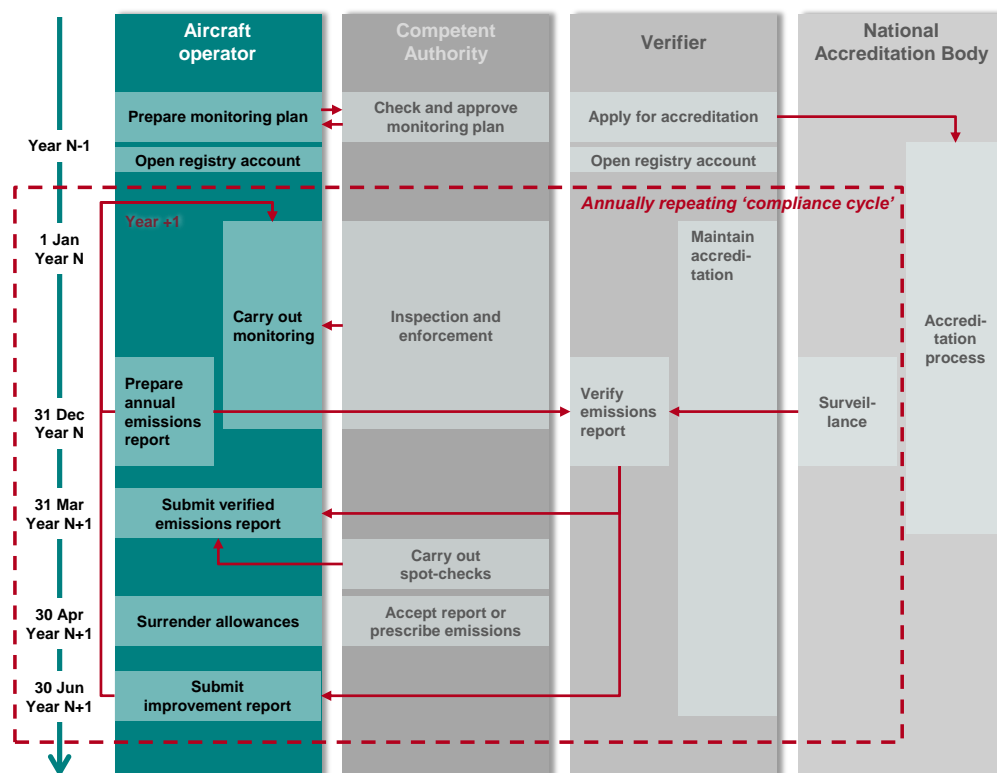 Aircraft
operator
Competent
Authority
Verifier
National
Accreditation Body
Year N-1
Prepare monitoring plan
Check and approve
monitoring plan
Apply for accreditation
Open registry account
Open registry account
Annually repeating ‘compliance cycle’
Year +1
1 Jan
Year N
Maintain
accredi-
tation
Carry out
monitoring
Inspection and
enforcement
Accredi-
tation
process
31 Dec
Year N
Prepare
annual
emissions
report
Verify
emissions
report
Surveil-
lance
31 Mar
Year N+1
Submit verified
emissions report
Carry out
spot-checks
30 Apr
Year N+1
Surrender allowances
Accept report or
prescribe emissions
30 Jun
Year N+1
Submit
improvement report